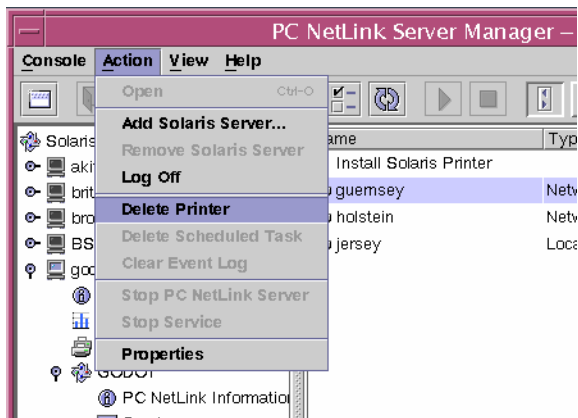 PC NetLink Server Manager –
Console Action View Help
Open Ctrl-O
Add Solaris Server...
Remove Solaris Server
Log Off
Delete Printer
Delete Scheduled Task
Clear Event Log
Stop PC NetLink Server
Stop Service
Properties
Solaris
aki
brit
bro
BS
goo
GODOT
PC NetLink Information
ame Typ
Install Solaris Printer
guernsey Netw
holstein Netw
jersey Loca